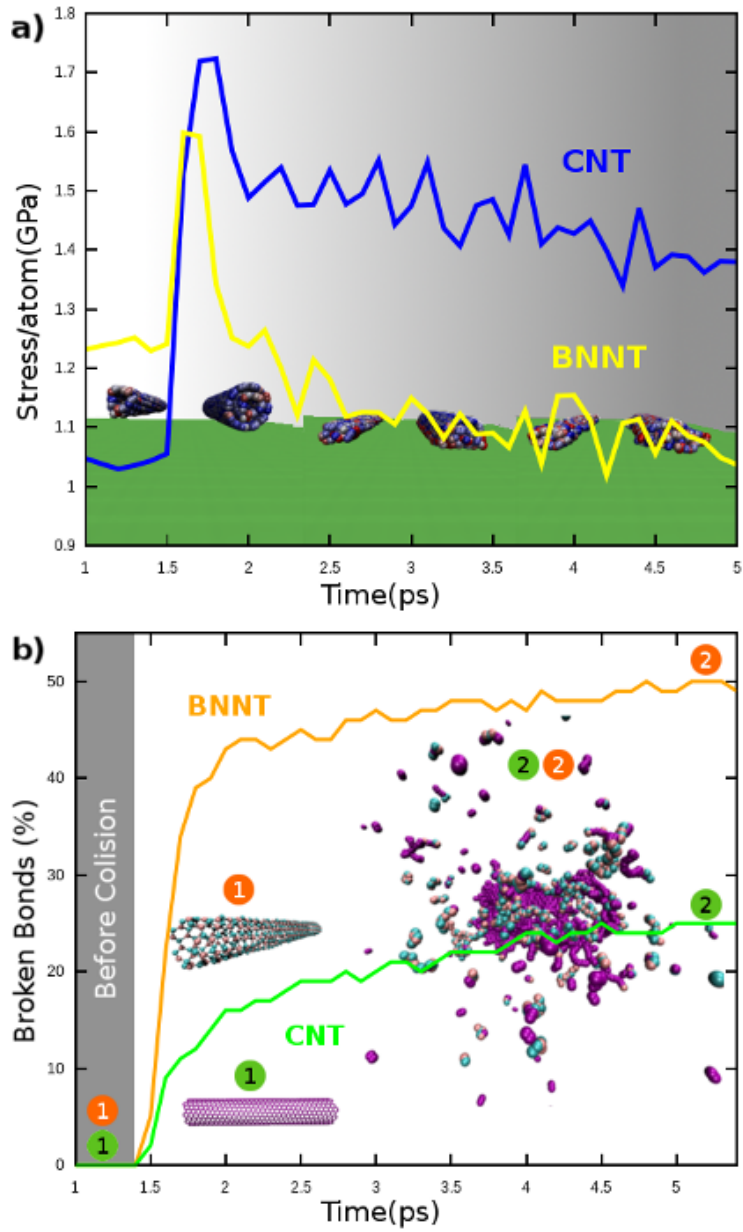 a)
1.8
1.7
1.6
1.5
1.4
1.3
1.2
1.1
1
0.9
Stress/atom(GPa)
CNT
BNNT
1 1.5 2 2.5 3 3.5 4 4.5 5
Time(ps)
b)
50
40
30
20
10
0
Broken Bonds (%)
Before Colision
BNNT
2
2 2
1
2
CNT
1
1
1
1 1.5 2 2.5 3 3.5 4 4.5 5
Time(ps)